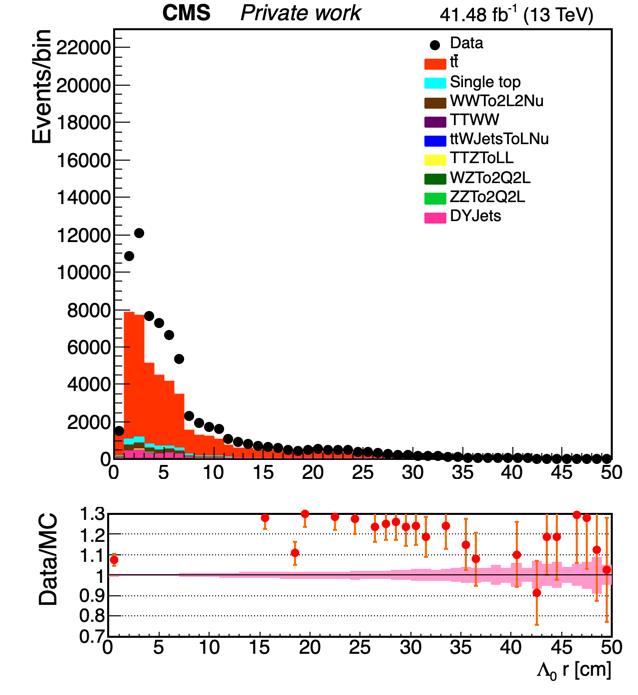 CMS Private work 41.48 fb⁻¹ (13 TeV)
Events/bin
22000
20000
18000
16000
14000
12000
10000
8000
6000
4000
2000
0
Data
tt̄
Single top
WWTo2L2Nu
TTWW
ttWJetsToLNu
TTZToLL
WZTo2Q2L
ZZTo2Q2L
DYJets
0 5 10 15 20 25 30 35 40 45 50
Data/MC
1.3
1.2
1.1
1
0.9
0.8
0.7
0 5 10 15 20 25 30 35 40 45 50
Λ₀ r [cm]